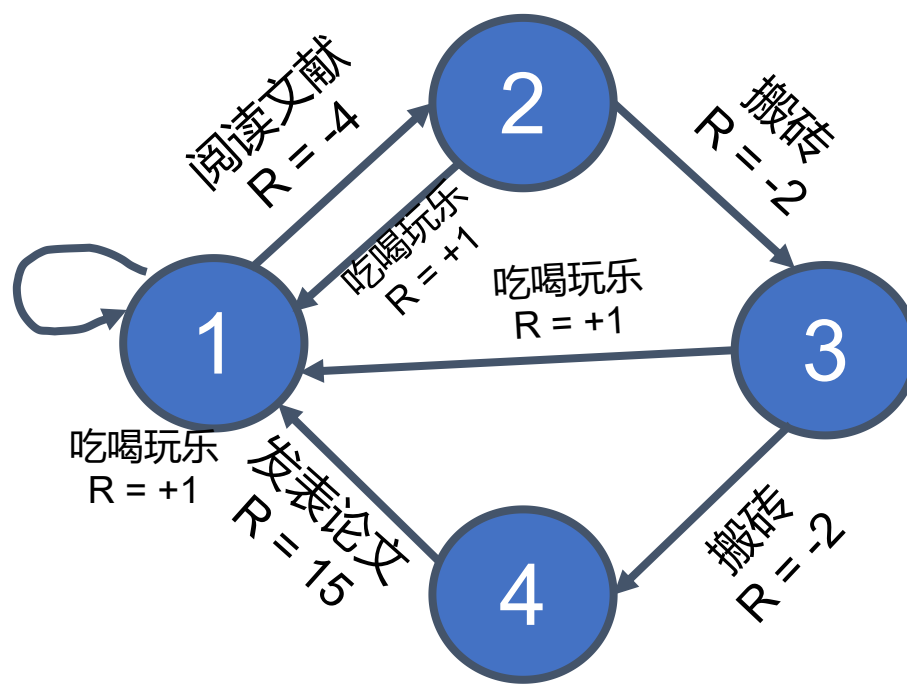 阅读文献
R = -4
2
搬砖
R = -2
吃喝玩乐
R = +1
吃喝玩乐
R = +1
1
3
吃喝玩乐
R = +1
发表论文
R = 15
4
搬砖
R = -2